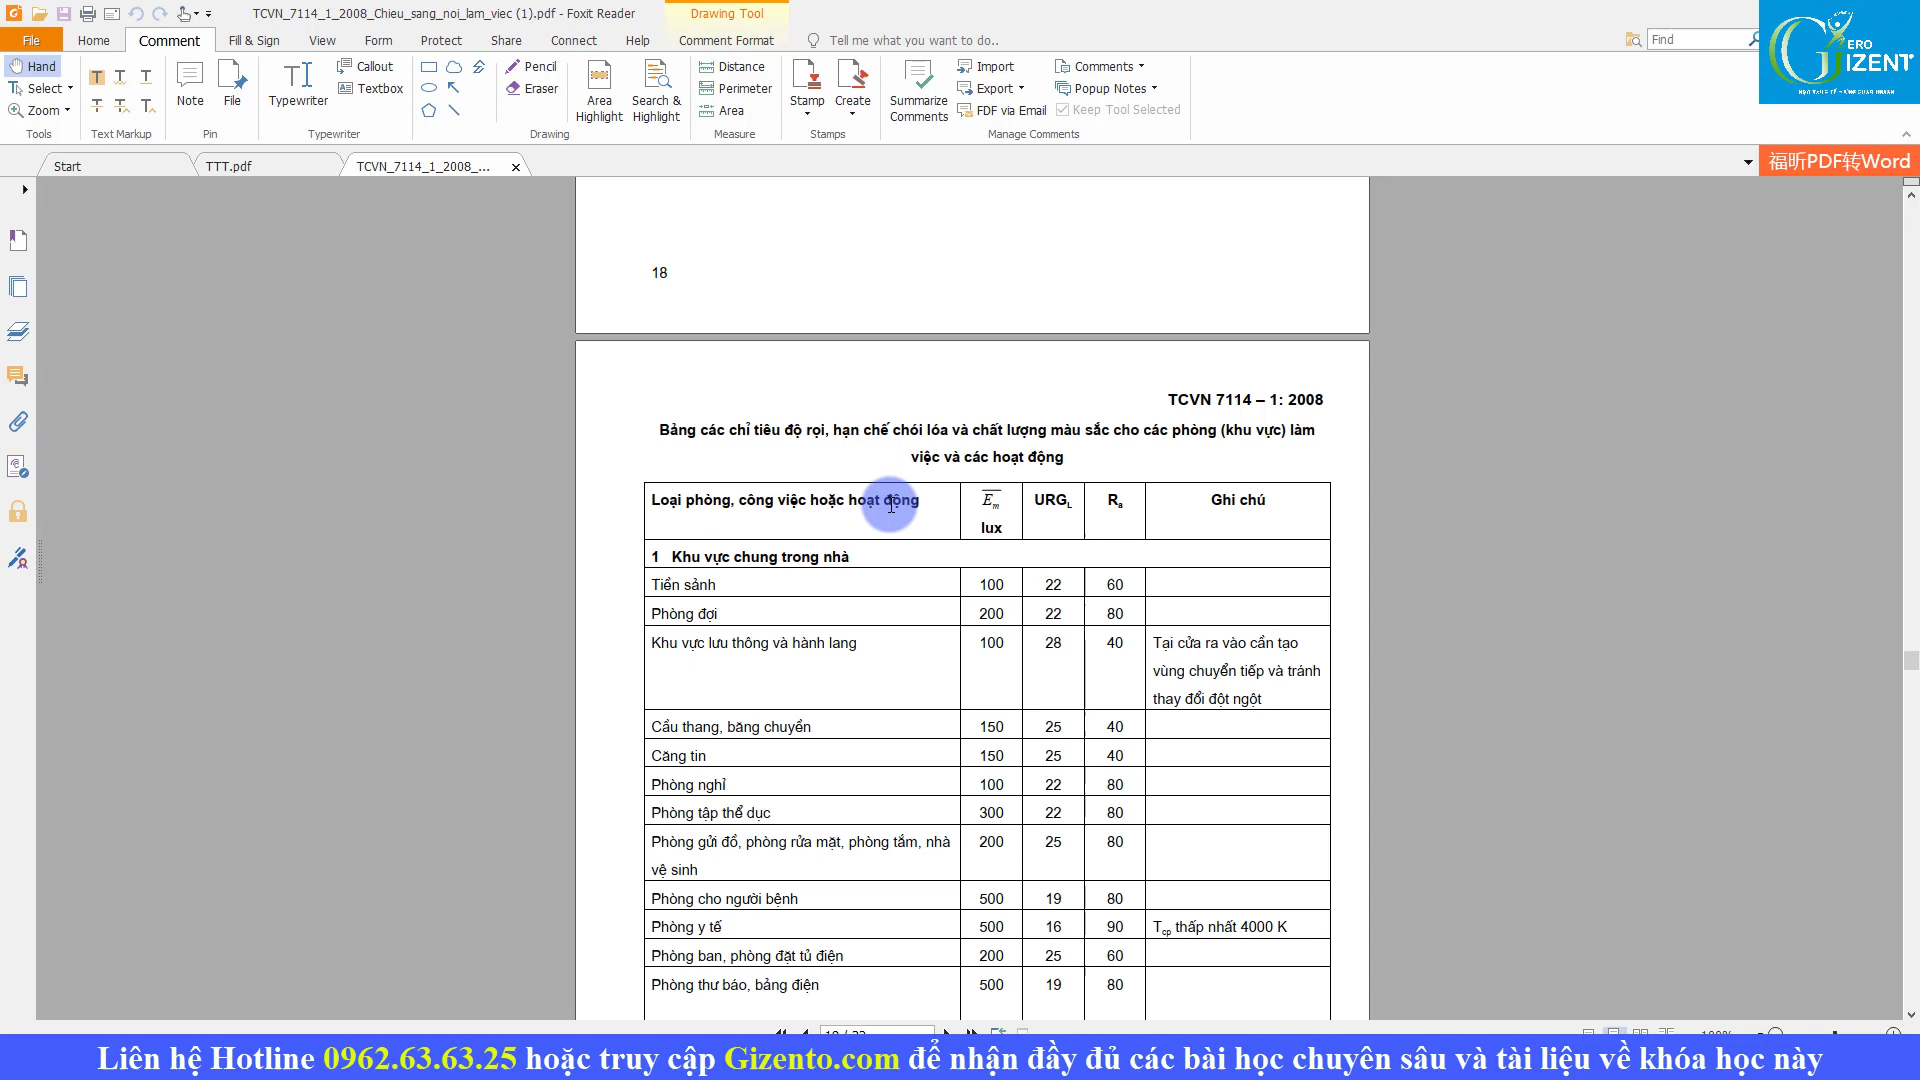 TCVN_7114_1_2008_Chieu_sang_noi_lam_viec (1).pdf - Foxit Reader
Drawing Tool
File Home Comment Fill & Sign View Form Protect Share Connect Help Comment Format Tell me what you want to do.. Find
Hand
Select
Zoom
Tools
Text Markup
Note
File
Pin
Typewriter
Callout
Textbox
Typewriter
Pencil
Eraser
Area Highlight
Search & Highlight
Drawing
Distance
Perimeter
Area
Measure
Stamp
Create
Stamps
Summarize Comments
Import
Export
FDF via Email
Comments
Popup Notes
Keep Tool Selected
Manage Comments
GERO
GIZENT
Start TTT.pdf TCVN_7114_1_2008_...
福昕PDF转Word
18
TCVN 7114 – 1: 2008
Bảng các chỉ tiêu độ rọi, hạn chế chói lóa và chất lượng màu sắc cho các phòng (khu vực) làm
việc và các hoạt động
Loại phòng, công việc hoặc hoạt động Em lux URGL Ra Ghi chú
1 Khu vực chung trong nhà
Tiền sảnh 100 22 60
Phòng đợi 200 22 80
Khu vực lưu thông và hành lang 100 28 40 Tại cửa ra vào cần tạo
vùng chuyển tiếp và tránh
thay đổi đột ngột
Cầu thang, băng chuyền 150 25 40
Căng tin 150 25 40
Phòng nghỉ 100 22 80
Phòng tập thể dục 300 22 80
Phòng gửi đồ, phòng rửa mặt, phòng tắm, nhà 200 25 80
vệ sinh
Phòng cho người bệnh 500 19 80
Phòng y tế 500 16 90 Tcp thấp nhất 4000 K
Phòng ban, phòng đặt tủ điện 200 25 60
Phòng thư báo, bảng điện 500 19 80
Liên hệ Hotline 0962.63.63.25 hoặc truy cập Gizento.com để nhận đầy đủ các bài học chuyên sâu và tài liệu về khóa học này